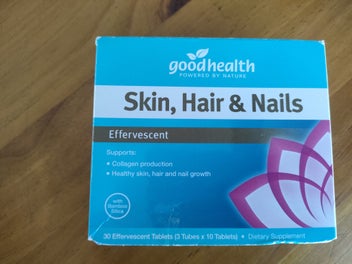 goodhealth
POWERED BY NATURE
Skin, Hair & Nails
Effervescent
Supports:
• Collagen production
• Healthy skin, hair and nail growth
with
Bamboo
Silica
30 Effervescent Tablets (3 Tubes x 10 Tablets) • Dietary Supplement